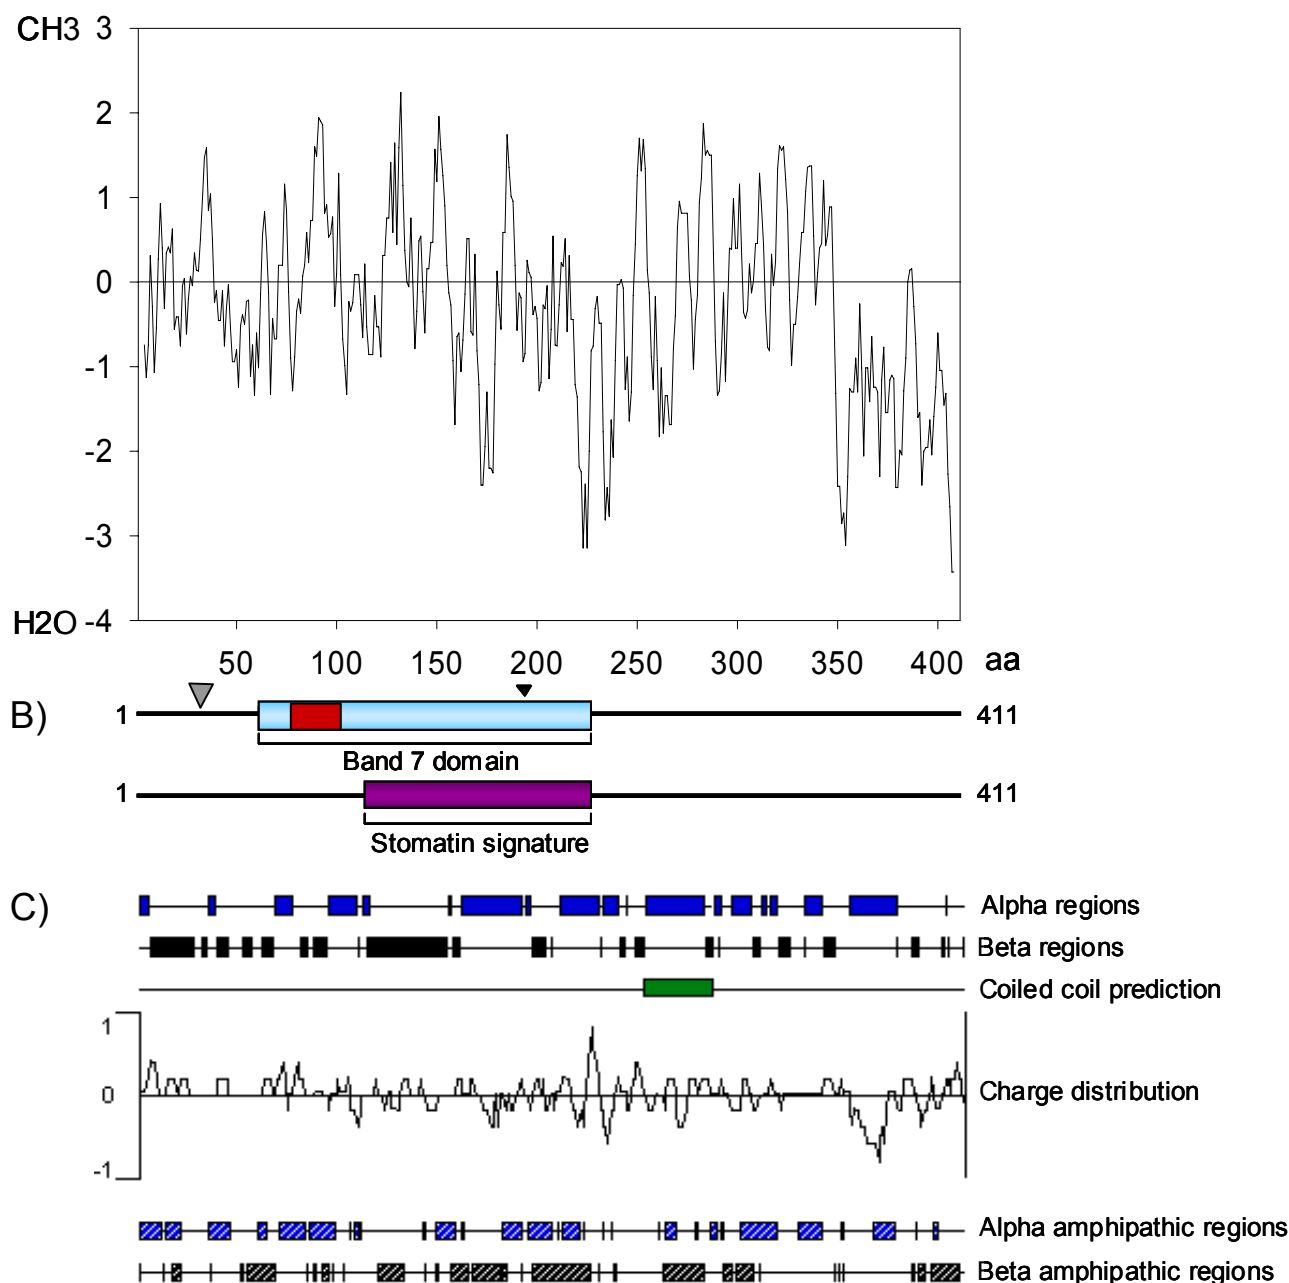 CH3 3
2
1
0
-1
-2
-3
H2O -4
50 100 150 200 250 300 350 400 aa
B) 1 411
Band 7 domain
1 411
Stomatin signature
C) Alpha regions
Beta regions
Coiled coil prediction
1
0 Charge distribution
-1
Alpha amphipathic regions
Beta amphipathic regions